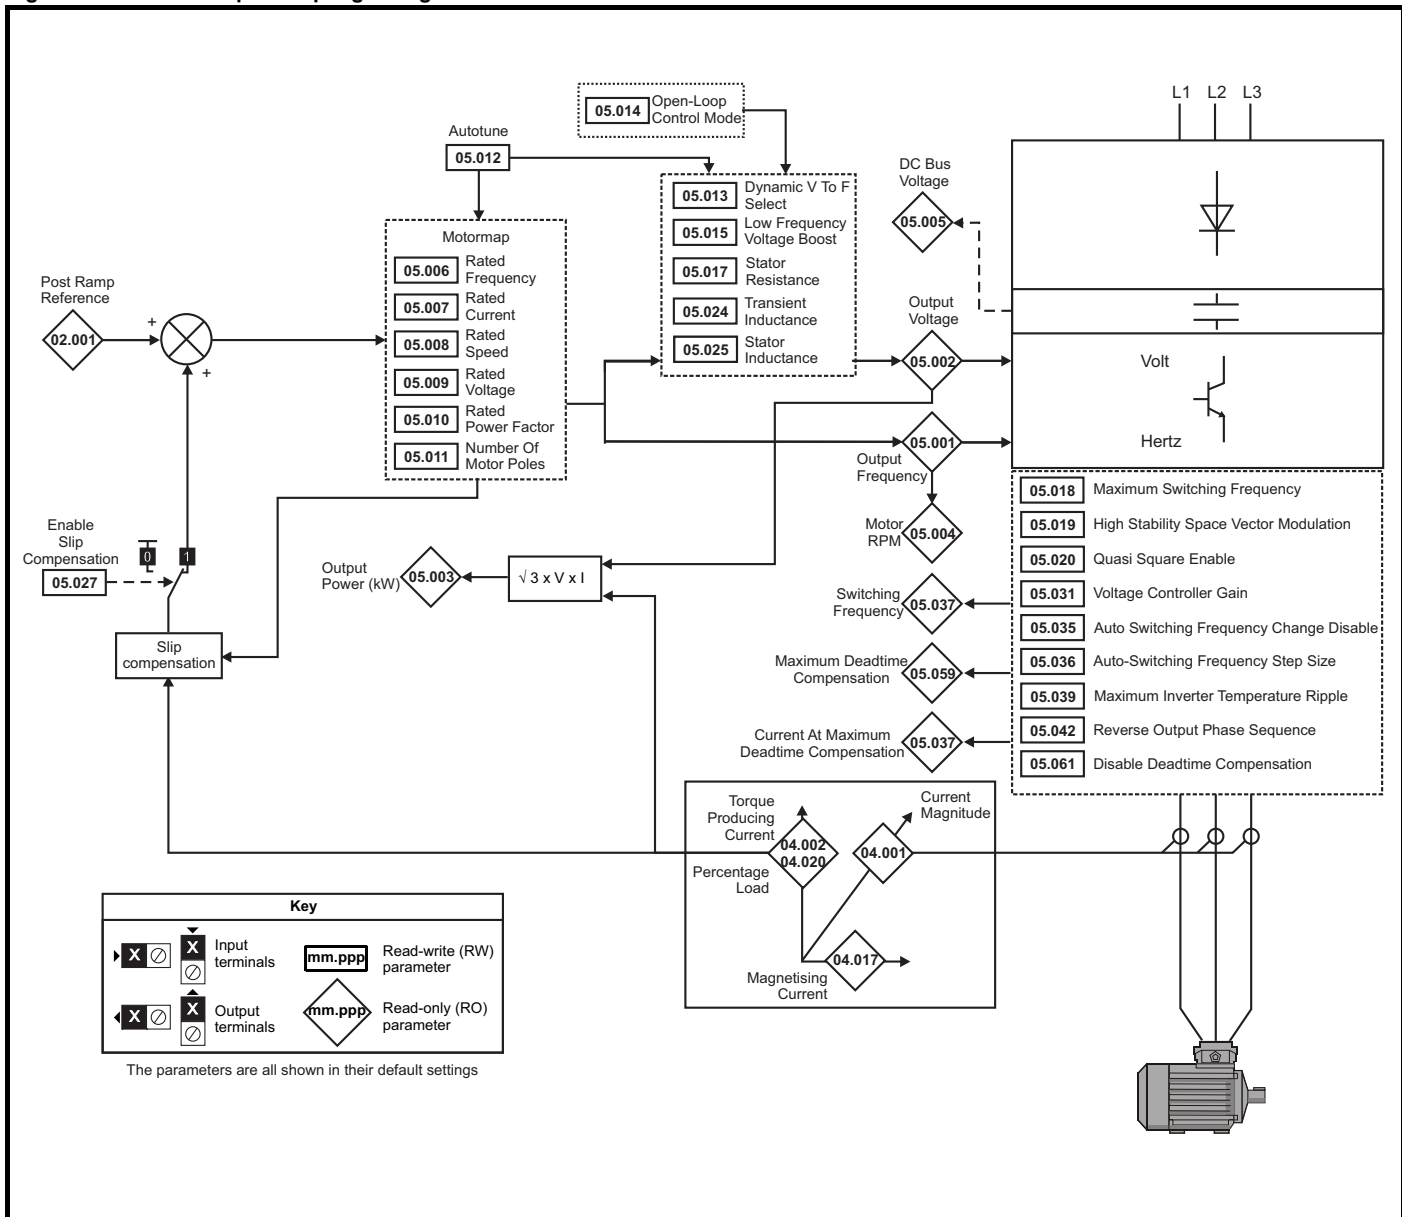 05.014
Open-Loop
Control Mode
L1 L2 L3
Autotune
05.012
DC Bus
Voltage
05.005
05.013
Dynamic V To F
Select
05.015
Low Frequency
Voltage Boost
05.017
Stator
Resistance
05.024
Transient
Inductance
05.025
Stator
Inductance
Motormap
05.006
Rated
Frequency
05.007
Rated
Current
05.008
Rated
Speed
05.009
Rated
Voltage
05.010
Rated
Power Factor
05.011
Number Of
Motor Poles
Post Ramp
Reference
02.001
+
+
Output
Voltage
05.002
Volt
Hertz
05.001
Output
Frequency
Motor
RPM
05.004
Enable
Slip
Compensation
05.027
0
1
Slip
compensation
Output
Power (kW)
05.003
√ 3 x V x I
Switching
Frequency
05.037
Maximum Deadtime
Compensation
05.059
Current At Maximum
Deadtime Compensation
05.037
05.018 Maximum Switching Frequency
05.019 High Stability Space Vector Modulation
05.020 Quasi Square Enable
05.031 Voltage Controller Gain
05.035 Auto Switching Frequency Change Disable
05.036 Auto-Switching Frequency Step Size
05.039 Maximum Inverter Temperature Ripple
05.042 Reverse Output Phase Sequence
05.061 Disable Deadtime Compensation
Torque
Producing
Current
04.002
04.020
Percentage
Load
Current
Magnitude
04.001
04.017
Magnetising
Current
Key
X
X
Input
terminals
mm.ppp
Read-write (RW)
parameter
X
X
Output
terminals
mm.ppp
Read-only (RO)
parameter
The parameters are all shown in their default settings